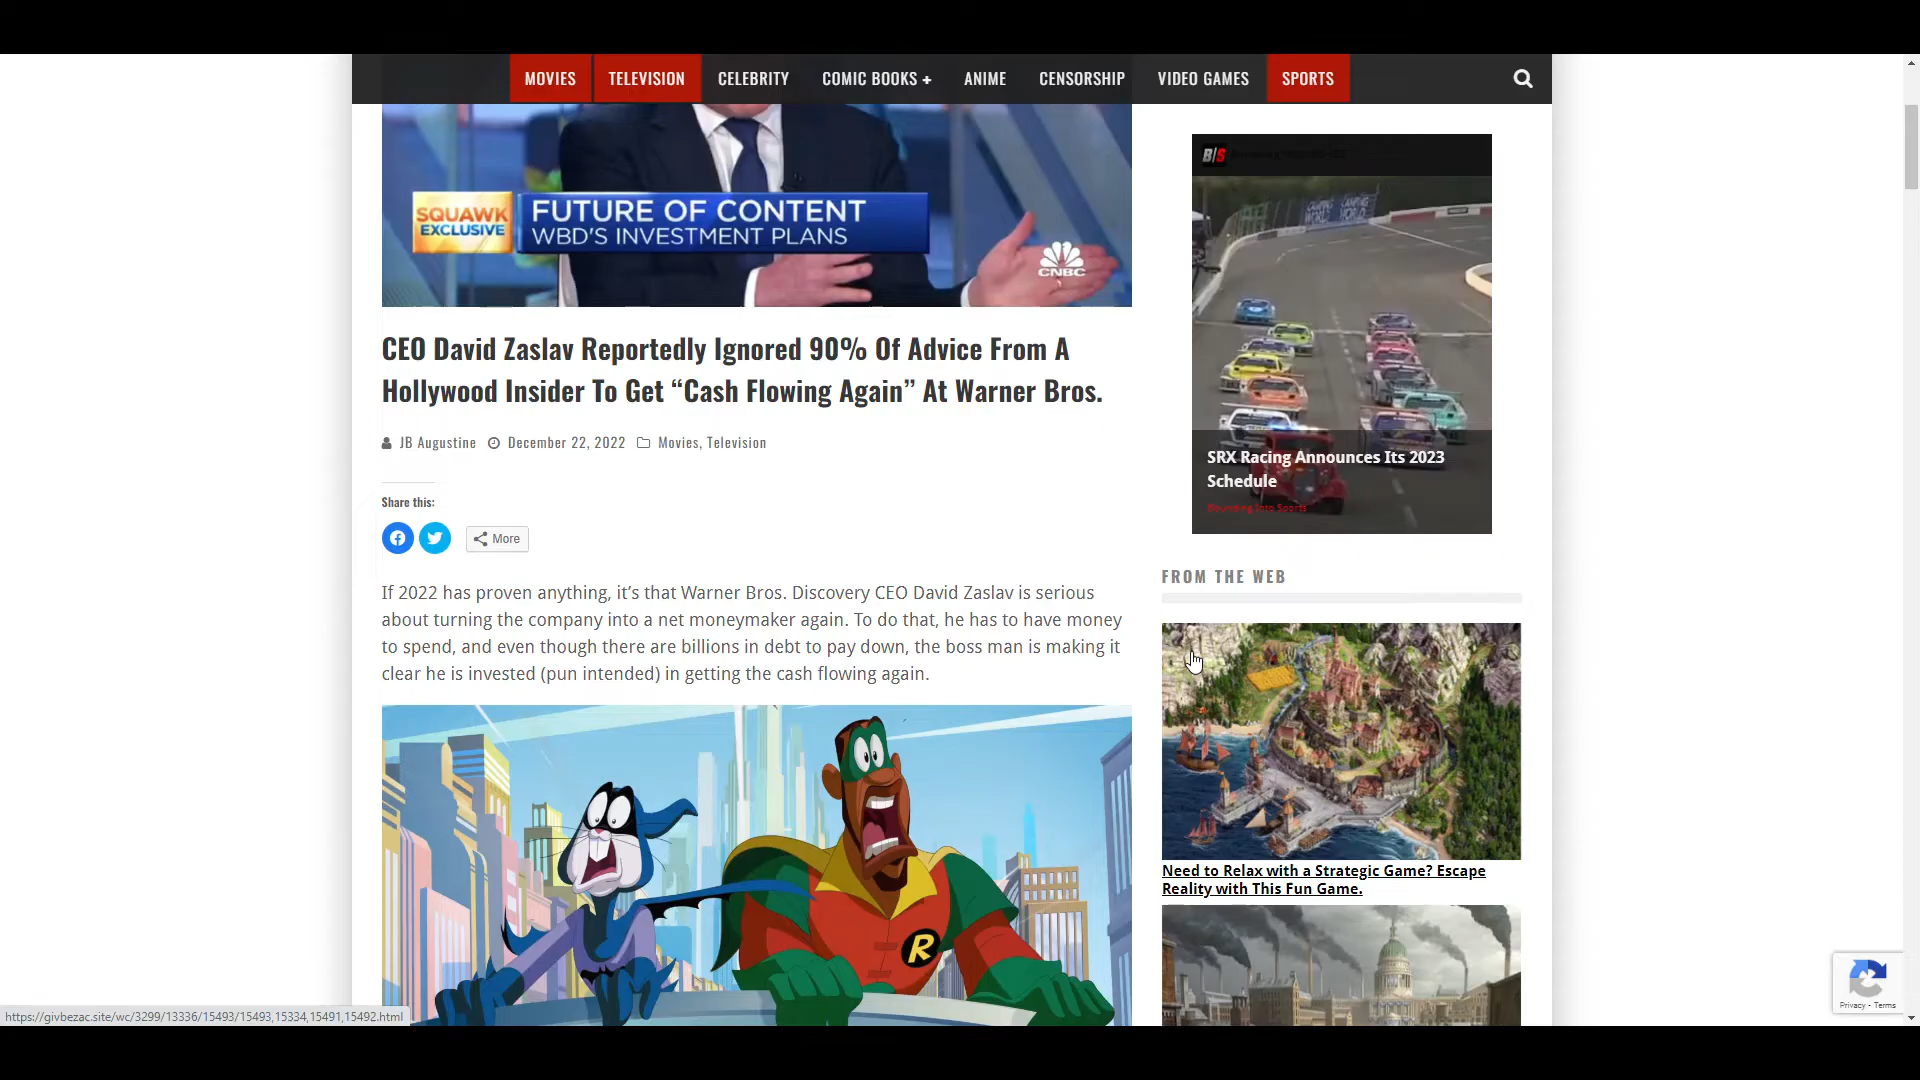 MOVIES TELEVISION CELEBRITY COMIC BOOKS + ANIME CENSORSHIP VIDEO GAMES SPORTS
SQUAWK
EXCLUSIVE
FUTURE OF CONTENT
WBD'S INVESTMENT PLANS
CNBC
CEO David Zaslav Reportedly Ignored 90% Of Advice From A
Hollywood Insider To Get “Cash Flowing Again” At Warner Bros.
JB Augustine December 22, 2022 Movies, Television
Share this:
More
If 2022 has proven anything, it’s that Warner Bros. Discovery CEO David Zaslav is serious
about turning the company into a net moneymaker again. To do that, he has to have money
to spend, and even though there are billions in debt to pay down, the boss man is making it
clear he is invested (pun intended) in getting the cash flowing again.
R
B/S
CAMPING WORLD
SRX Racing Announces Its 2023
Schedule
Bounding Into Sports
FROM THE WEB
Need to Relax with a Strategic Game? Escape
Reality with This Fun Game.
Privacy - Terms
https://givbezac.site/wc/3299/13336/15493/15493,15334,15491,15492.html